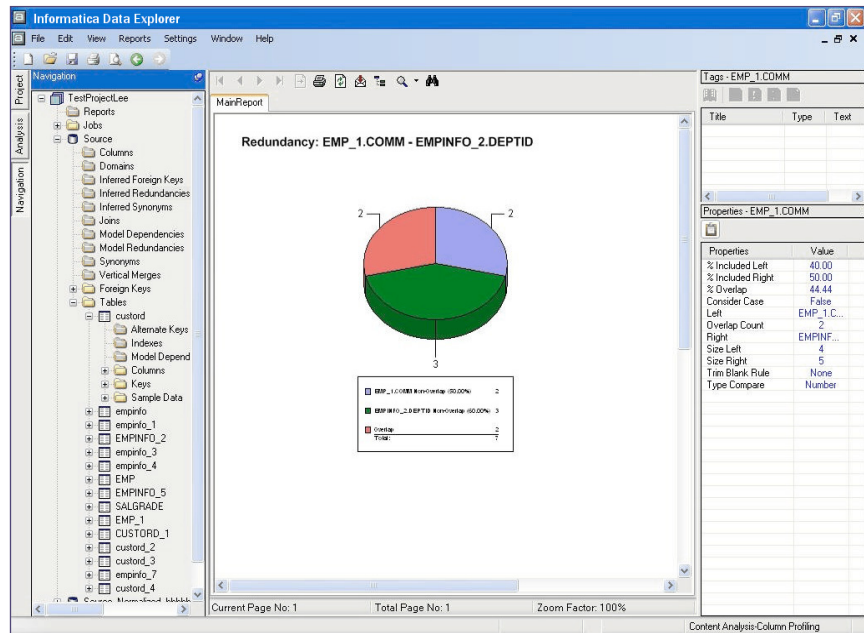 Informatica Data Explorer
File Edit View Reports Settings Window Help
Project
Analysis
Navigation
Navigation
TestProjectLee
Reports
Jobs
Source
Columns
Domains
Inferred Foreign Keys
Inferred Redundancies
Inferred Synonyms
Joins
Model Dependencies
Model Redundancies
Synonyms
Vertical Merges
Foreign Keys
Tables
custord
Alternate Keys
Indexes
Model Depend
Columns
Keys
Sample Data
empinfo
empinfo_1
EMPINFO_2
empinfo_3
empinfo_4
EMP
EMPINFO_5
SALGRADE
EMP_1
CUSTORD_1
custord_2
custord_3
empinfo_7
custord_4
MainReport
Redundancy: EMP_1.COMM - EMPINFO_2.DEPTID
2
2
3
EMP_1.COMM Non-Overlap (50.00%) 2
EMPINFO_2.DEPTID Non-Overlap (60.00%) 3
Overlap 2
Total: 7
Current Page No: 1 Total Page No: 1 Zoom Factor: 100%
Tags - EMP_1.COMM
Title Type Text
Properties - EMP_1.COMM
Properties Value
% Included Left 40.00
% Included Right 50.00
% Overlap 44.44
Consider Case False
Left EMP_1.C...
Overlap Count 2
Right EMPINF...
Size Left 4
Size Right 5
Trim Blank Rule None
Type Compare Number
Content Analysis-Column Profiling